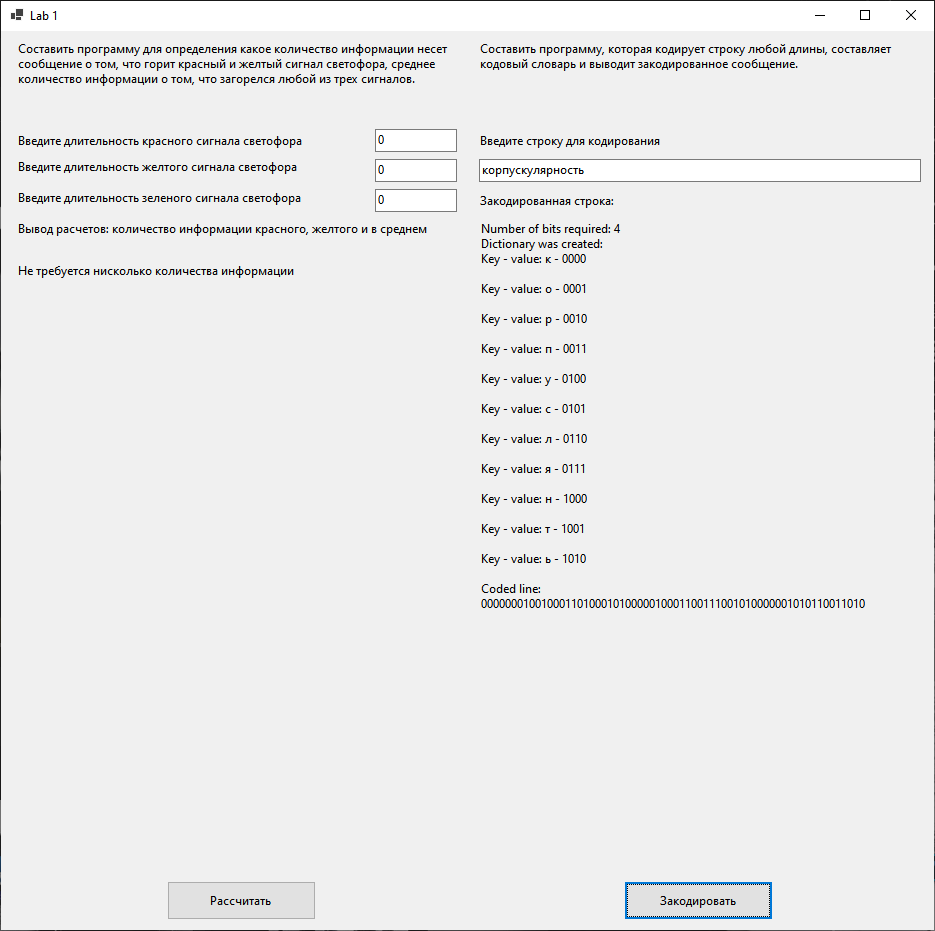 Lab 1
Составить программу для определения какое количество информации несет
сообщение о том, что горит красный и желтый сигнал светофора, среднее
количество информации о том, что загорелся любой из трех сигналов.
Введите длительность красного сигнала светофора
0
Введите длительность желтого сигнала светофора
0
Введите длительность зеленого сигнала светофора
0
Вывод расчетов: количество информации красного, желтого и в среднем
Не требуется нисколько количества информации
Рассчитать
Составить программу, которая кодирует строку любой длины, составляет
кодовый словарь и выводит закодированное сообщение.
Введите строку для кодирования
корпускулярность
Закодированная строка:
Number of bits required: 4
Dictionary was created:
Key - value: к - 0000
Key - value: о - 0001
Key - value: р - 0010
Key - value: п - 0011
Key - value: у - 0100
Key - value: с - 0101
Key - value: л - 0110
Key - value: я - 0111
Key - value: н - 1000
Key - value: т - 1001
Key - value: ь - 1010
Coded line:
0000000100100011010001010000010001100111001010000001010110011010
Закодировать